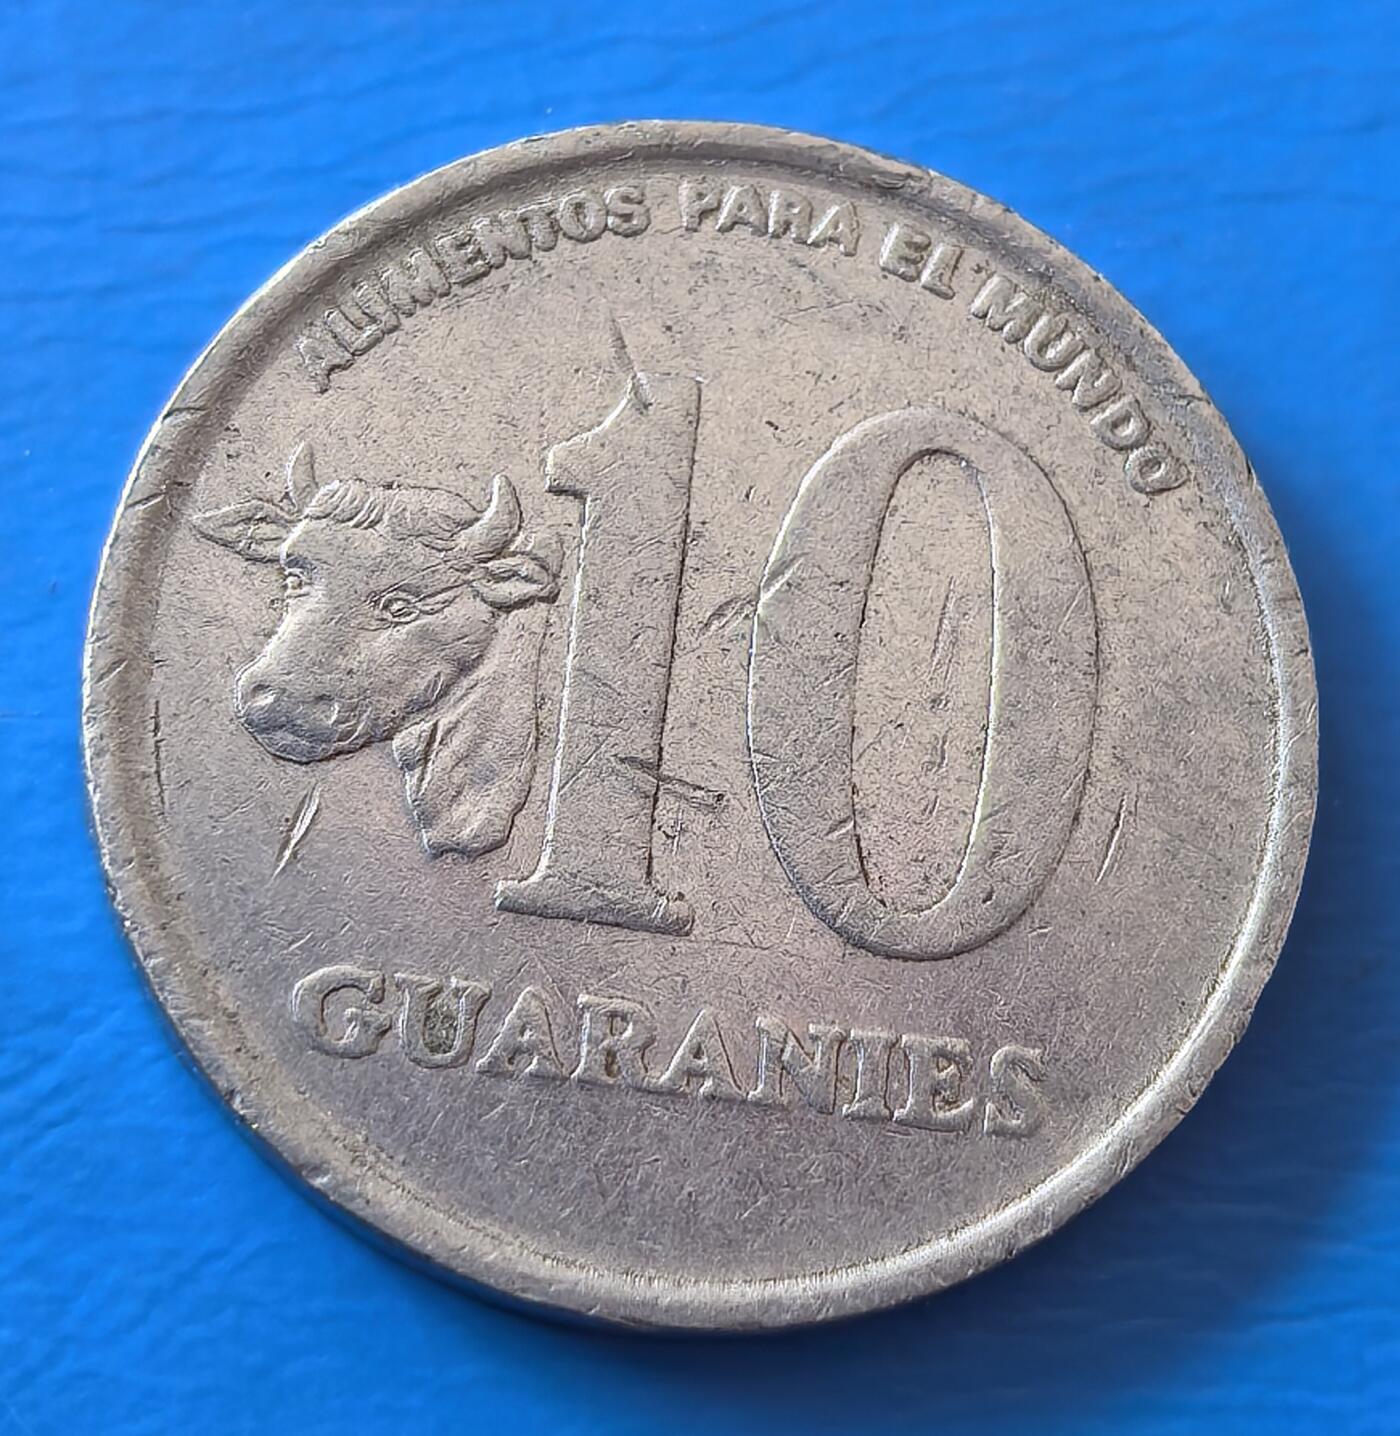 ALIMENTOS PARA EL MUNDO
10
GUARANIES